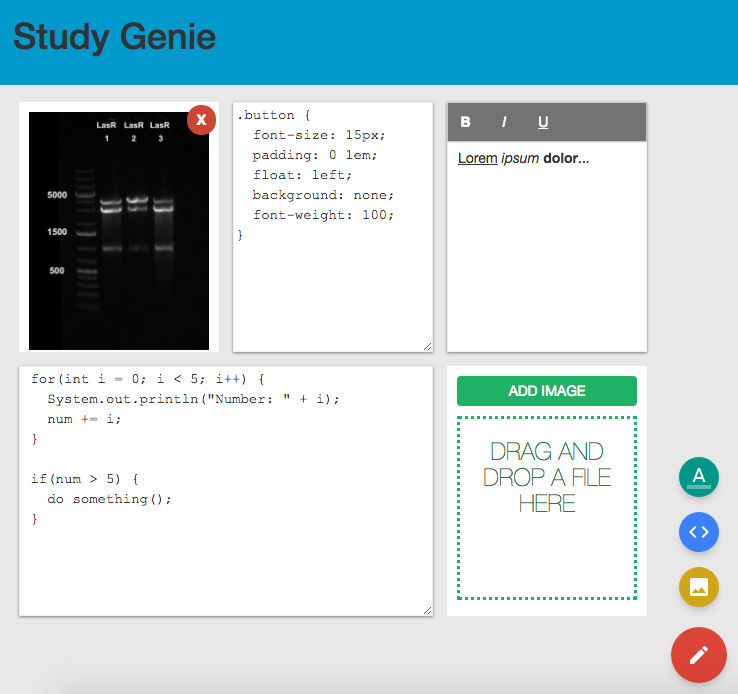 Study Genie
LasR LasR LasR
1 2 3
5000
1500
500
X
.button {
  font-size: 15px;
  padding: 0 1em;
  float: left;
  background: none;
  font-weight: 100;
}
B I U
Lorem ipsum dolor...
for(int i = 0; i < 5; i++) {
  System.out.println("Number: " + i);
  num += i;
}

if(num > 5) {
  do something();
}
ADD IMAGE
DRAG AND
DROP A FILE
HERE
A
<>